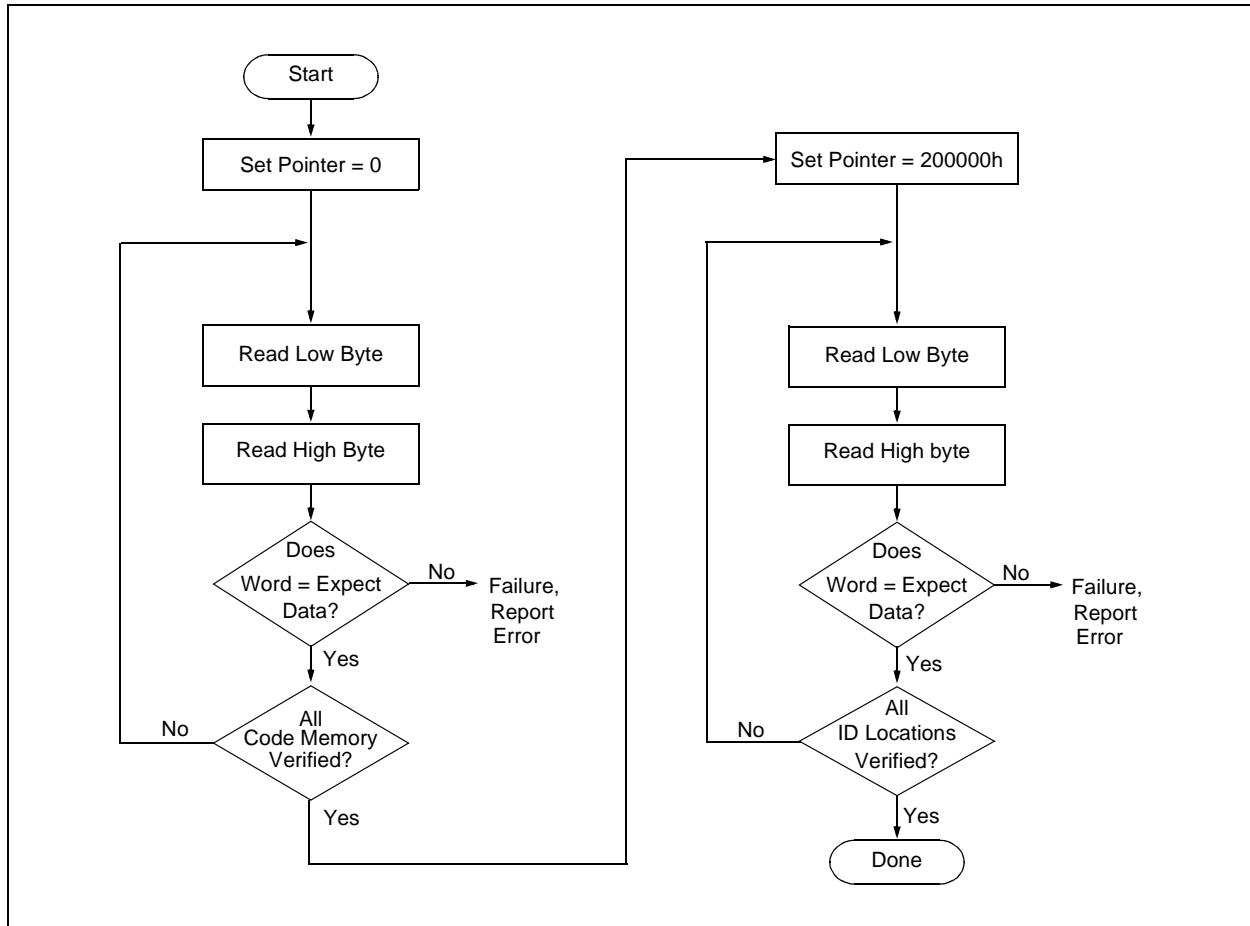 Start
Set Pointer = 0
Read Low Byte
Read High Byte
Does
Word = Expect
Data?
No
Failure,
Report
Error
Yes
All
Code Memory
Verified?
No
Yes
Set Pointer = 200000h
Read Low Byte
Read High byte
Does
Word = Expect
Data?
No
Failure,
Report
Error
Yes
All
ID Locations
Verified?
No
Yes
Done